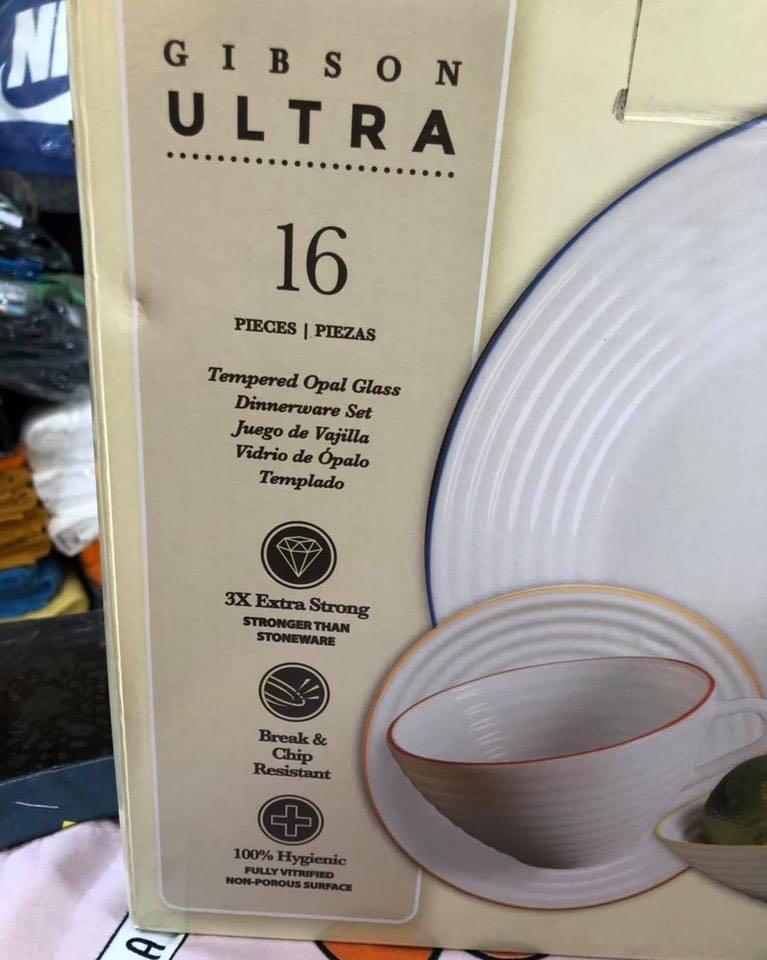 GIBSON
ULTRA
16
PIECES | PIEZAS
Tempered Opal Glass
Dinnerware Set
Juego de Vajilla
Vidrio de Ópalo
Templado
3X Extra Strong
STRONGER THAN
STONEWARE
Break &
Chip
Resistant
100% Hygienic
FULLY VITRIFIED
NON-POROUS SURFACE
A